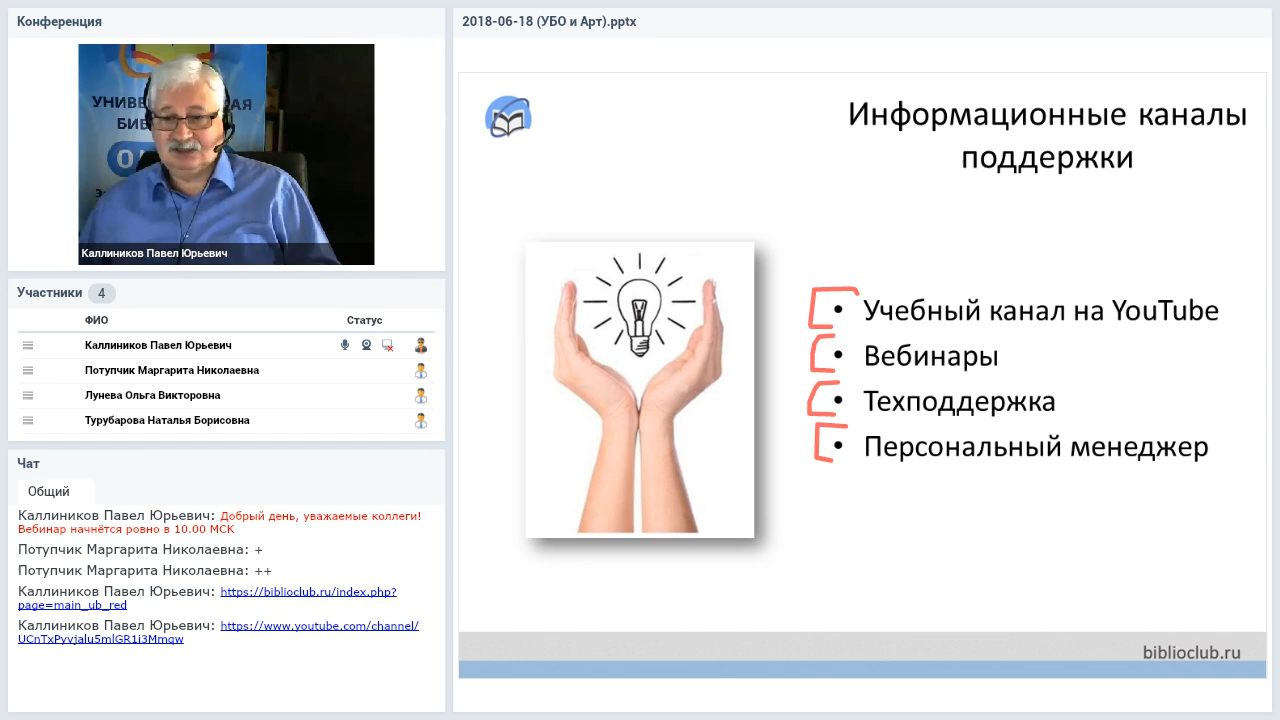 Конференция
УНИВЕ
АЯ
БИБ
Каллиников Павел Юрьевич
Участники 4
ФИО Статус
Каллиников Павел Юрьевич
Потупчик Маргарита Николаевна
Лунева Ольга Викторовна
Турубарова Наталья Борисовна
Чат
Общий
Каллиников Павел Юрьевич: Добрый день, уважаемые коллеги!
Вебинар начнётся ровно в 10.00 МСК
Потупчик Маргарита Николаевна: +
Потупчик Маргарита Николаевна: ++
Каллиников Павел Юрьевич: https://biblioclub.ru/index.php?
page=main_ub_red
Каллиников Павел Юрьевич: https://www.youtube.com/channel/
UCnTxPyvjalu5mlGR1i3Mmqw
2018-06-18 (УБО и Арт).pptx
Информационные каналы
поддержки
• Учебный канал на YouTube
• Вебинары
• Техподдержка
• Персональный менеджер
biblioclub.ru